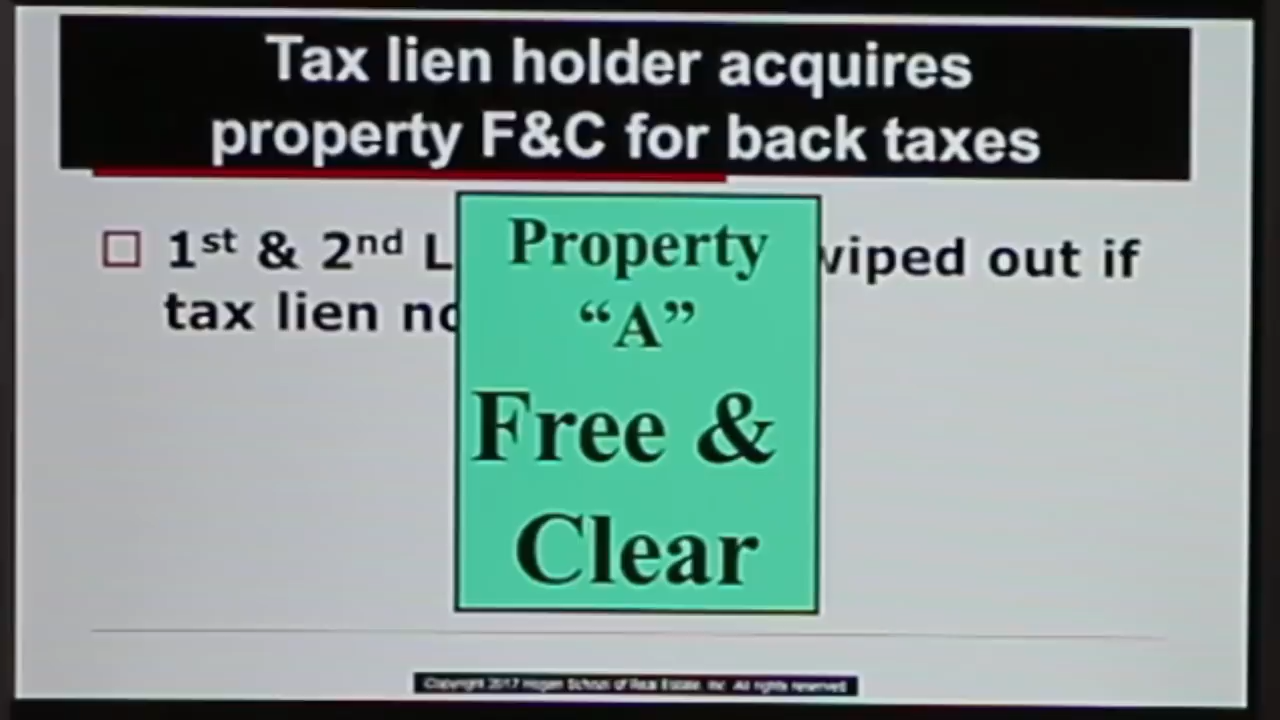 Tax lien holder acquires
property F&C for back taxes
1st & 2nd L wiped out if
tax lien no
Property
“A”
Free &
Clear
Copyright 2017 Hogan School of Real Estate, Inc. All rights reserved.